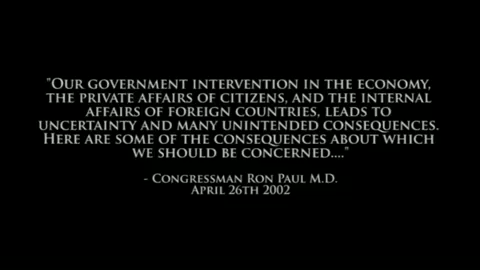 "Our government intervention in the economy,
the private affairs of citizens, and the internal
affairs of foreign countries, leads to
uncertainty and many unintended consequences.
Here are some of the consequences about which
we should be concerned...."
- Congressman Ron Paul M.D.
April 26th 2002